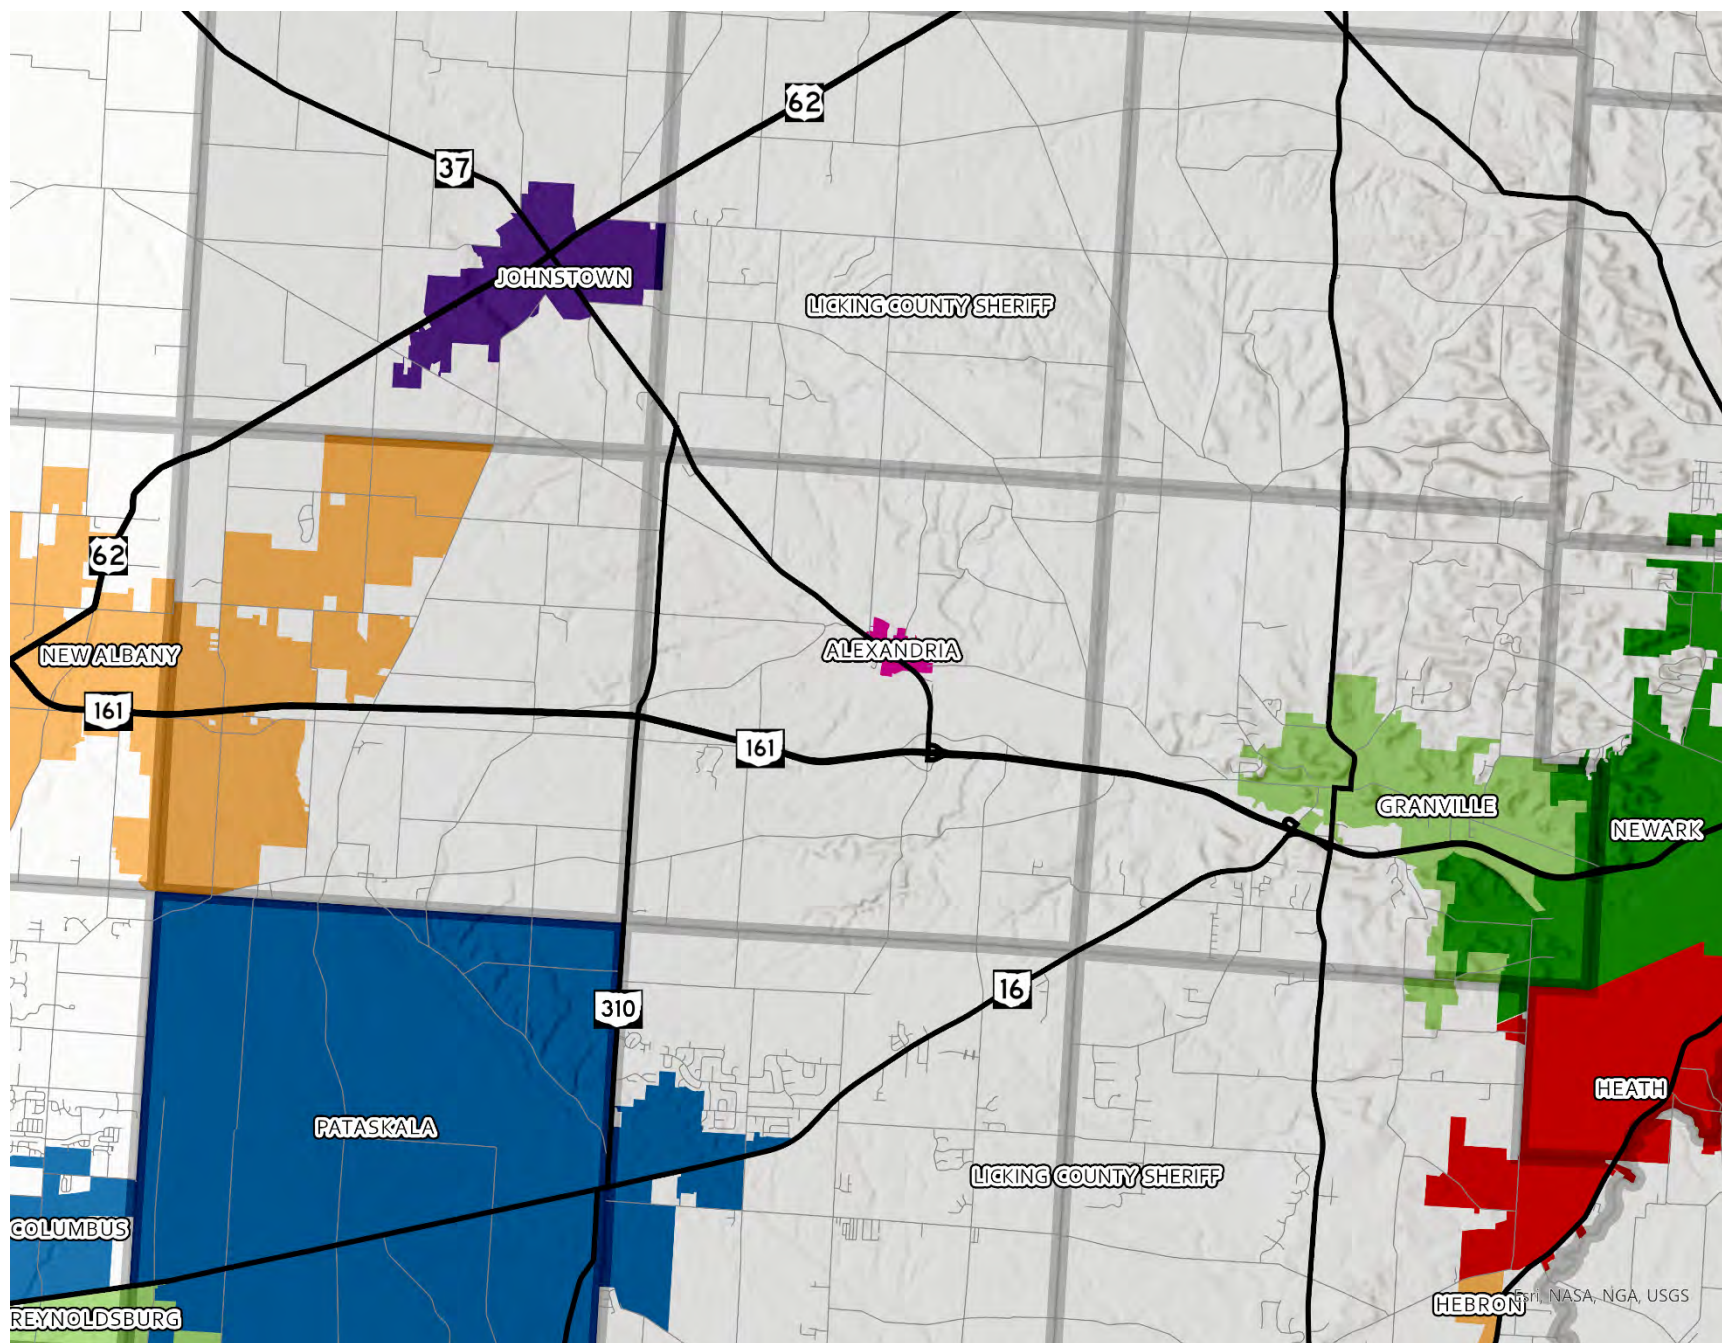 62
37
JOHNSTOWN
LICKING COUNTY SHERIFF
62
NEW ALBANY
ALEXANDRIA
161
161
GRANVILLE
NEWARK
16
310
HEATH
PATASKALA
LICKING COUNTY SHERIFF
COLUMBUS
Esri, NASA, NGA, USGS
HEBRON
REYNOLDSBURG